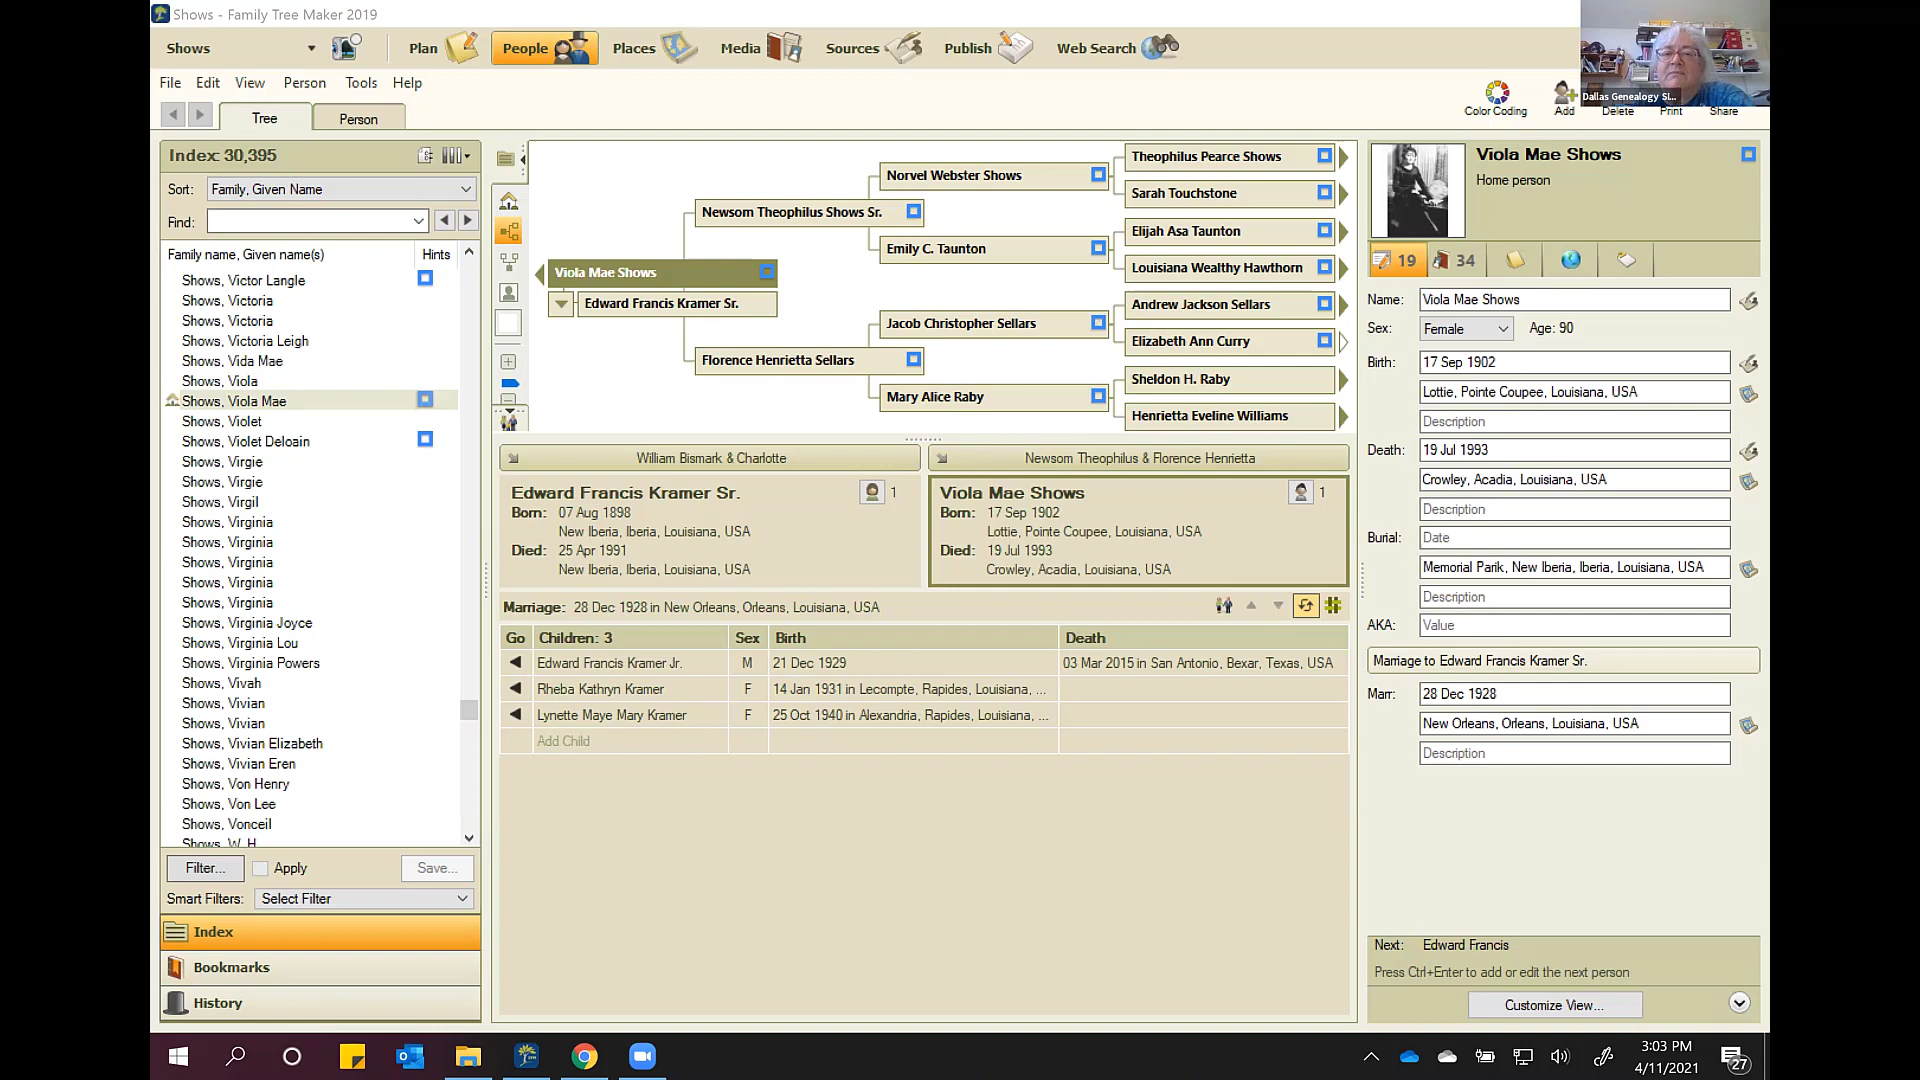 Shows - Family Tree Maker 2019
Shows
Plan
People
Places
Media
Sources
Publish
Web Search
File Edit View Person Tools Help
Tree
Person
Color Coding
Add
Delete
Print
Share
Dallas Genealogy Si...
Index: 30,395
Sort: Family, Given Name
Find:
Family name, Given name(s) Hints
Shows, Victor Langle
Shows, Victoria
Shows, Victoria
Shows, Victoria Leigh
Shows, Vida Mae
Shows, Viola
Shows, Viola Mae
Shows, Violet
Shows, Violet Deloain
Shows, Virgie
Shows, Virgie
Shows, Virgil
Shows, Virginia
Shows, Virginia
Shows, Virginia
Shows, Virginia
Shows, Virginia
Shows, Virginia Joyce
Shows, Virginia Lou
Shows, Virginia Powers
Shows, Vivah
Shows, Vivian
Shows, Vivian
Shows, Vivian Elizabeth
Shows, Vivian Eren
Shows, Von Henry
Shows, Von Lee
Shows, Vonceil
Shows, W. H.
Filter...
Apply
Save...
Smart Filters: Select Filter
Index
Bookmarks
History
Viola Mae Shows
Edward Francis Kramer Sr.
Newsom Theophilus Shows Sr.
Florence Henrietta Sellars
Norvel Webster Shows
Emily C. Taunton
Jacob Christopher Sellars
Mary Alice Raby
Theophilus Pearce Shows
Sarah Touchstone
Elijah Asa Taunton
Louisiana Wealthy Hawthorn
Andrew Jackson Sellars
Elizabeth Ann Curry
Sheldon H. Raby
Henrietta Eveline Williams
William Bismark & Charlotte
Newsom Theophilus & Florence Henrietta
Edward Francis Kramer Sr. 1
Born: 07 Aug 1898
New Iberia, Iberia, Louisiana, USA
Died: 25 Apr 1991
New Iberia, Iberia, Louisiana, USA
Viola Mae Shows 1
Born: 17 Sep 1902
Lottie, Pointe Coupee, Louisiana, USA
Died: 19 Jul 1993
Crowley, Acadia, Louisiana, USA
Marriage: 28 Dec 1928 in New Orleans, Orleans, Louisiana, USA
Go Children: 3 Sex Birth Death
Edward Francis Kramer Jr. M 21 Dec 1929 03 Mar 2015 in San Antonio, Bexar, Texas, USA
Rheba Kathryn Kramer F 14 Jan 1931 in Lecompte, Rapides, Louisiana, ...
Lynette Maye Mary Kramer F 25 Oct 1940 in Alexandria, Rapides, Louisiana, ...
Add Child
Viola Mae Shows
Home person
19
34
Name: Viola Mae Shows
Sex: Female Age: 90
Birth: 17 Sep 1902
Lottie, Pointe Coupee, Louisiana, USA
Description
Death: 19 Jul 1993
Crowley, Acadia, Louisiana, USA
Description
Burial: Date
Memorial Parik, New Iberia, Iberia, Louisiana, USA
Description
AKA: Value
Marriage to Edward Francis Kramer Sr.
Marr: 28 Dec 1928
New Orleans, Orleans, Louisiana, USA
Description
Next: Edward Francis
Press Ctrl+Enter to add or edit the next person
Customize View...
3:03 PM
4/11/2021
27